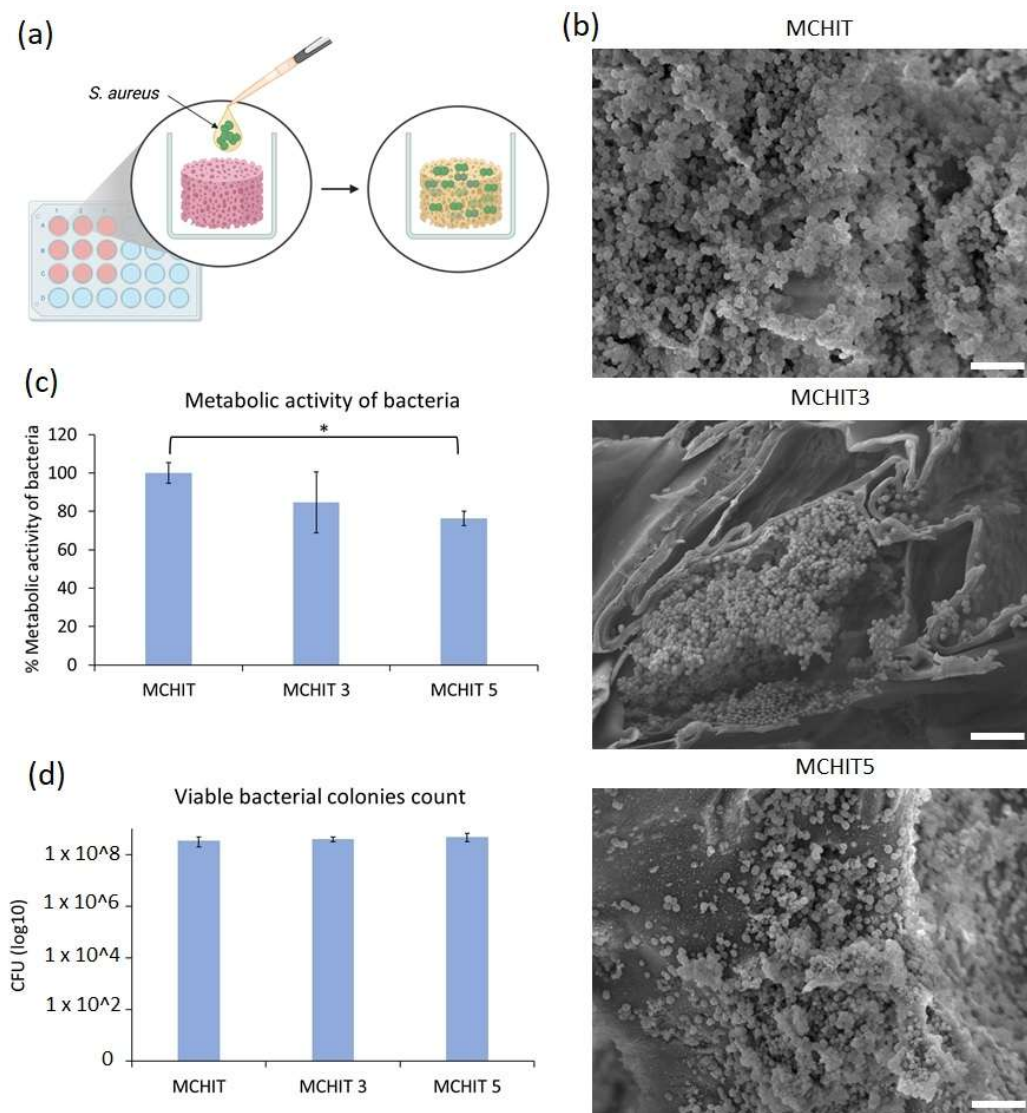 (a)
S. aureus
(b)
MCHIT
MCHIT3
MCHIT5
(c)
Metabolic activity of bacteria
*
% Metabolic activity of bacteria
120
100
80
60
40
20
0
MCHIT
MCHIT 3
MCHIT 5
(d)
Viable bacterial colonies count
CFU (log10)
1 x 10^8
1 x 10^6
1 x 10^4
1 x 10^2
0
MCHIT
MCHIT 3
MCHIT 5